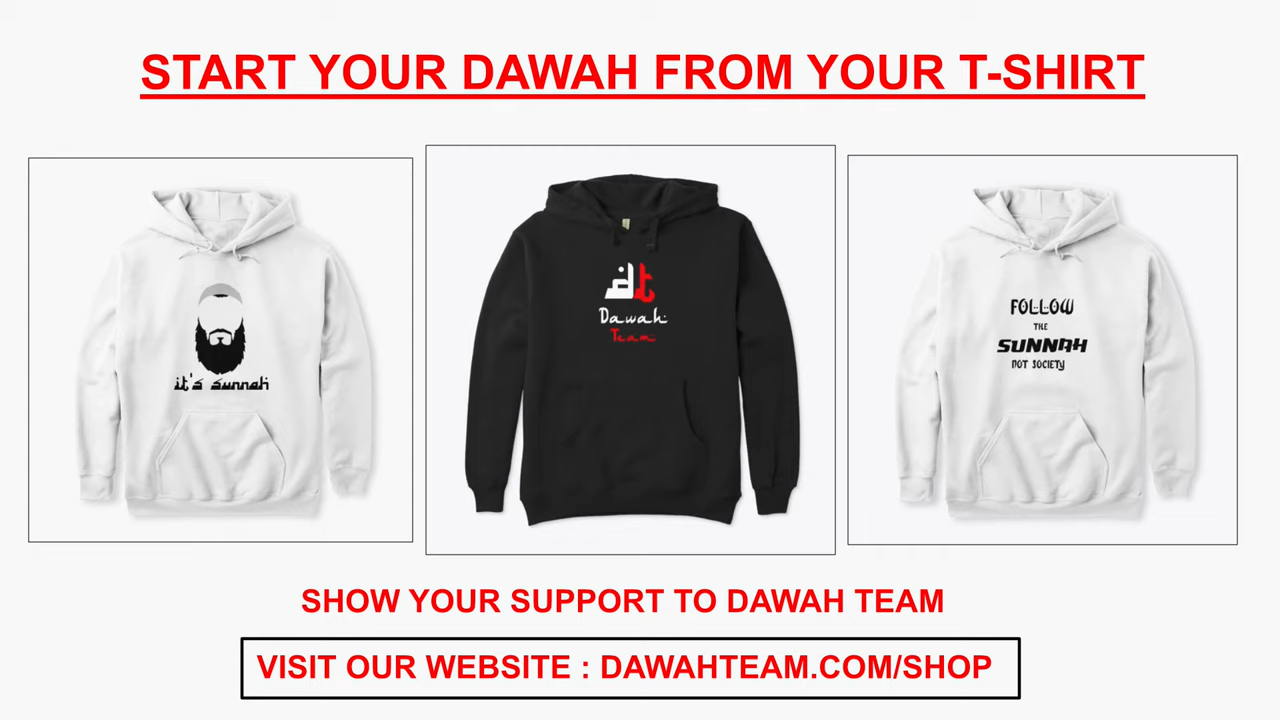 START YOUR DAWAH FROM YOUR T-SHIRT
it's sunnah
dt
Dawah
Team
FOLLOW
THE
SUNNAH
NOT SOCIETY
SHOW YOUR SUPPORT TO DAWAH TEAM
VISIT OUR WEBSITE : DAWAHTEAM.COM/SHOP